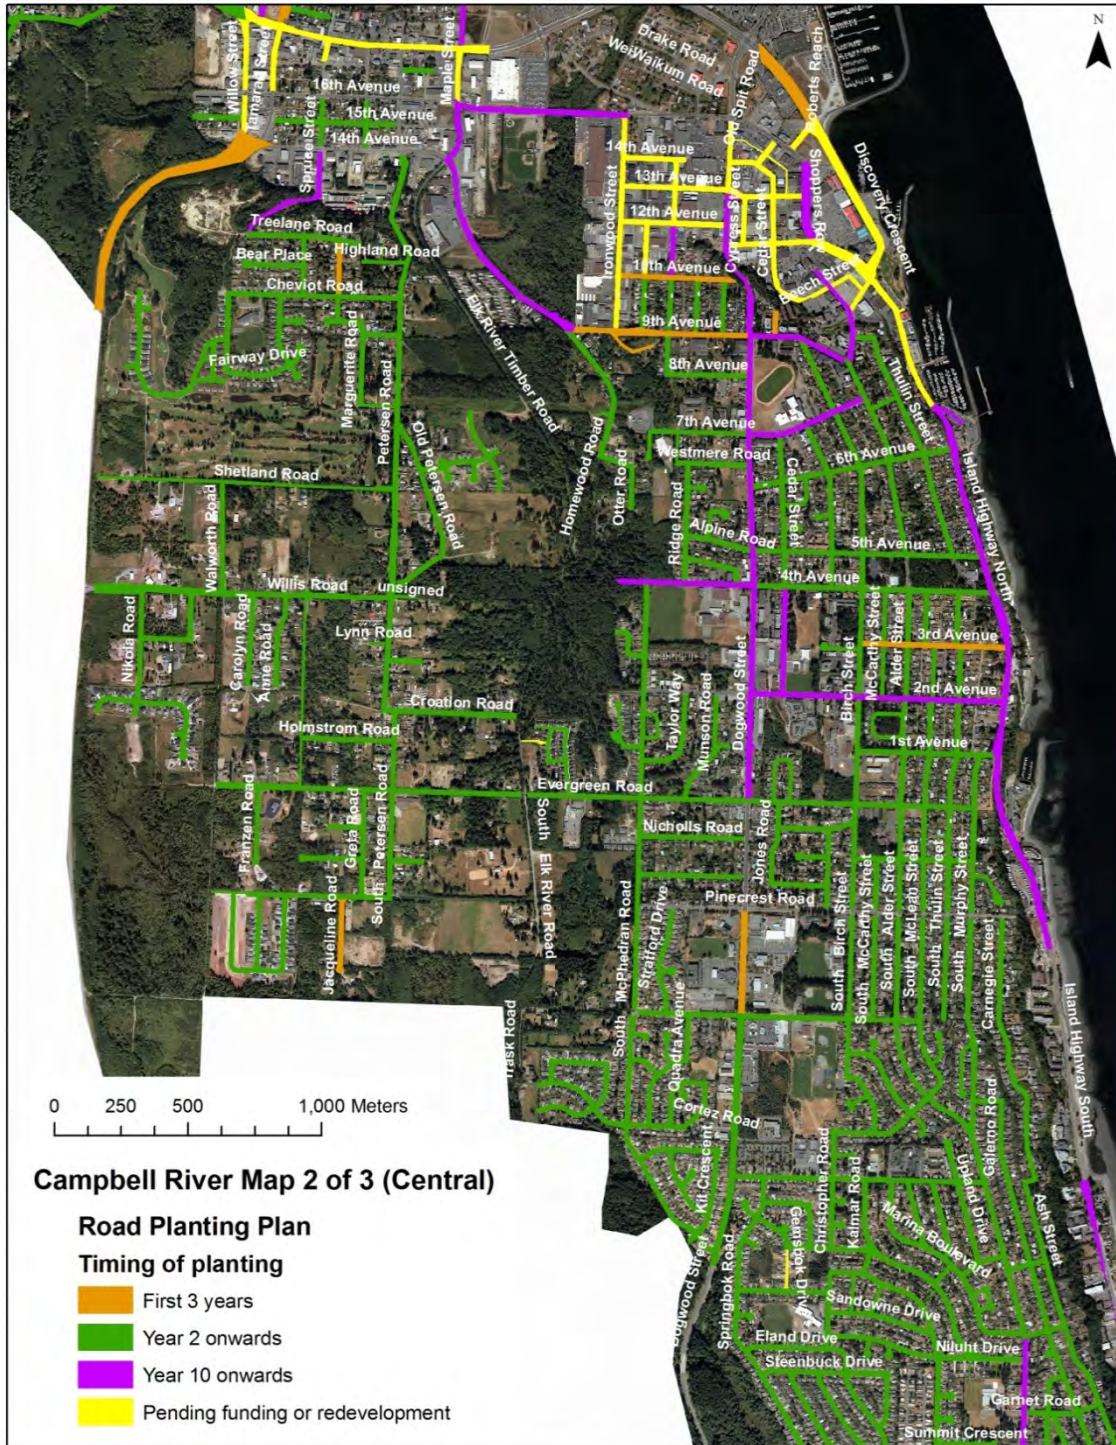 N
Drake Road
WeiWaikum Road
Old Spit Road
Roberts Reach
Willow Street
Tamarac Street
Maple Street
16th Avenue
15th Avenue
14th Avenue
Spruce Street
14th Avenue
13th Avenue
12th Avenue
Ironwood Street
Cypress Street
Cedar Street
Shoppers Row
Discovery Crescent
Treelane Road
Highland Road
Bear Place
Cheviot Road
10th Avenue
Beech Street
9th Avenue
Elk River Timber Road
Fairway Drive
Marguerite Road
Petersen Road
8th Avenue
Thulin Street
7th Avenue
Old Petersen Road
Homewood Road
Otter Road
Westmere Road
6th Avenue
Island Highway North
Shetland Road
Walworth Road
Ridge Road
Cedar Street
Alpine Road
5th Avenue
4th Avenue
Willis Road
unsigned
Nikola Road
Carolyn Road
Anne Road
Lynn Road
3rd Avenue
Birch Street
McCarthy Street
Alder Street
2nd Avenue
Croation Road
Taylor Way
Munson Road
Dogwood Street
Holmstrom Road
1st Avenue
Evergreen Road
Franzen Road
Greta Road
South Petersen Road
South Elk River Road
Nicholls Road
Jones Road
Jacqueline Road
Pinecrest Road
South McPhedran Road
Stratford Drive
South Birch Street
South McCarthy Street
South Alder Street
South McLean Street
South Thulin Street
South Murphy Street
Carnegie Street
Trask Road
Quadra Avenue
Island Highway South
Cortez Road
Kit Crescent
Christopher Road
Kalmar Road
Galerno Road
Upland Drive
Ash Street
Marina Boulevard
Gemsbok Drive
Dogwood Street
Springbok Road
Sandowne Drive
Eland Drive
Niluht Drive
Steenbuck Drive
Garnet Road
Summit Crescent
0 250 500 1,000 Meters
Campbell River Map 2 of 3 (Central)
Road Planting Plan
Timing of planting
First 3 years
Year 2 onwards
Year 10 onwards
Pending funding or redevelopment